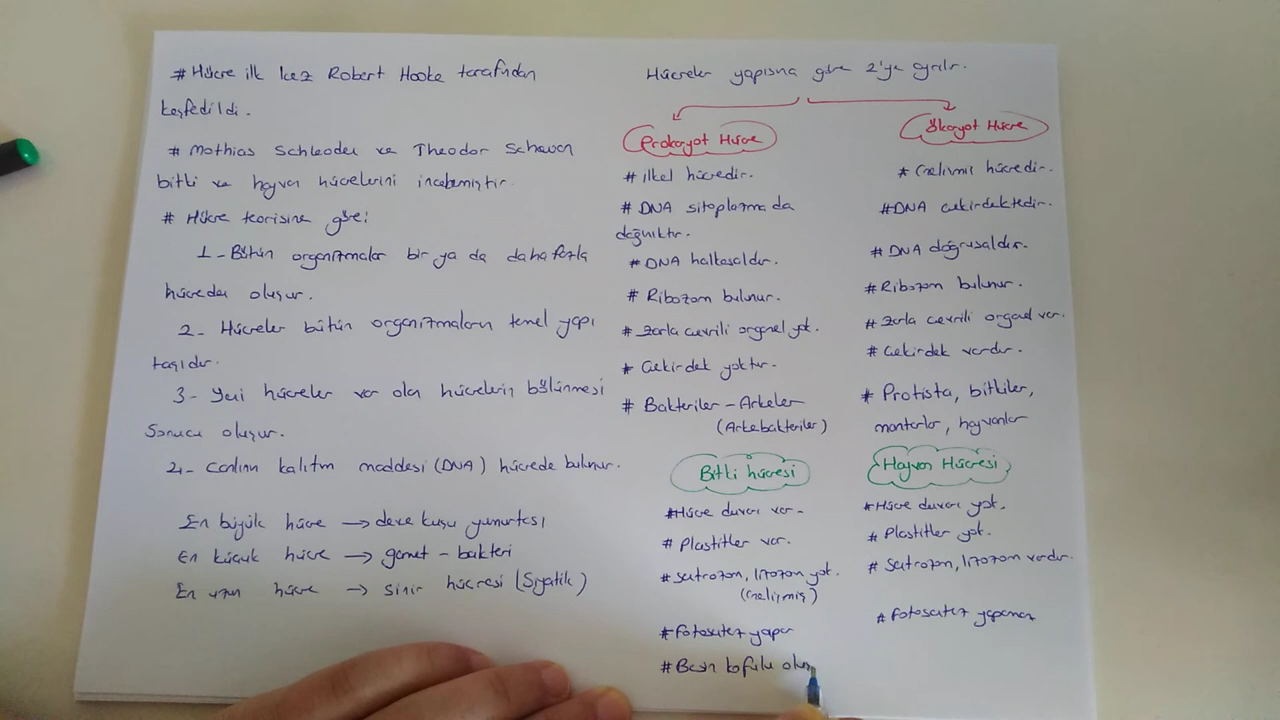 # Hücre ilk kez Robert Hooke tarafından
keşfedildi.
# Mathias Schleoder ve Theodor Schwan
bitki ve hayvan hücrelerini incelemiştir.
# Hücre teorisine göre;
1- Bütün organizmalar bir ya da daha fazla
hücreden oluşur.
2- Hücreler bütün organizmaların temel yapı
taşıdır.
3- Yeni hücreler var olan hücrelerin bölünmesi
sonucu oluşur.
4- Canlının kalıtım maddesi (DNA) hücrede bulunur.
En büyük hücre → deve kuşu yumurtası
En küçük hücre → gamet - bakteri
En uzun hücre → sinir hücresi (Siyatik)
Hücreler yapısına göre 2'ye ayrılır.
Prokaryot Hücre
# ilkel hücredir.
# DNA sitoplazma da
dağınıktır.
# DNA halkasaldır.
# Ribozom bulunur.
# Zarla çevrili organel yok.
# Çekirdek yoktur.
# Bakteriler - Arkeler
(Arkebakteriler)
Ökaryot Hücre
# Gelişmiş hücredir.
#DNA çekirdektedir.
# DNA doğrusaldır.
# Ribozom bulunur.
# Zarla çevrili organel var.
# Çekirdek vardır.
# Protista, bitkiler,
mantarlar, hayvanlar
Bitki hücresi
#Hücre duvarı var.
# Plastitler var.
# Sentrozom, lizozom yok.
(Gelişmiş)
#Fotosentez yapar
#Besin kofulu
Hayvan Hücresi
#Hücre duvarı yok.
# Plastitler yok.
# Sentrozom, lizozom vardır.
# Fotosentez yapamaz